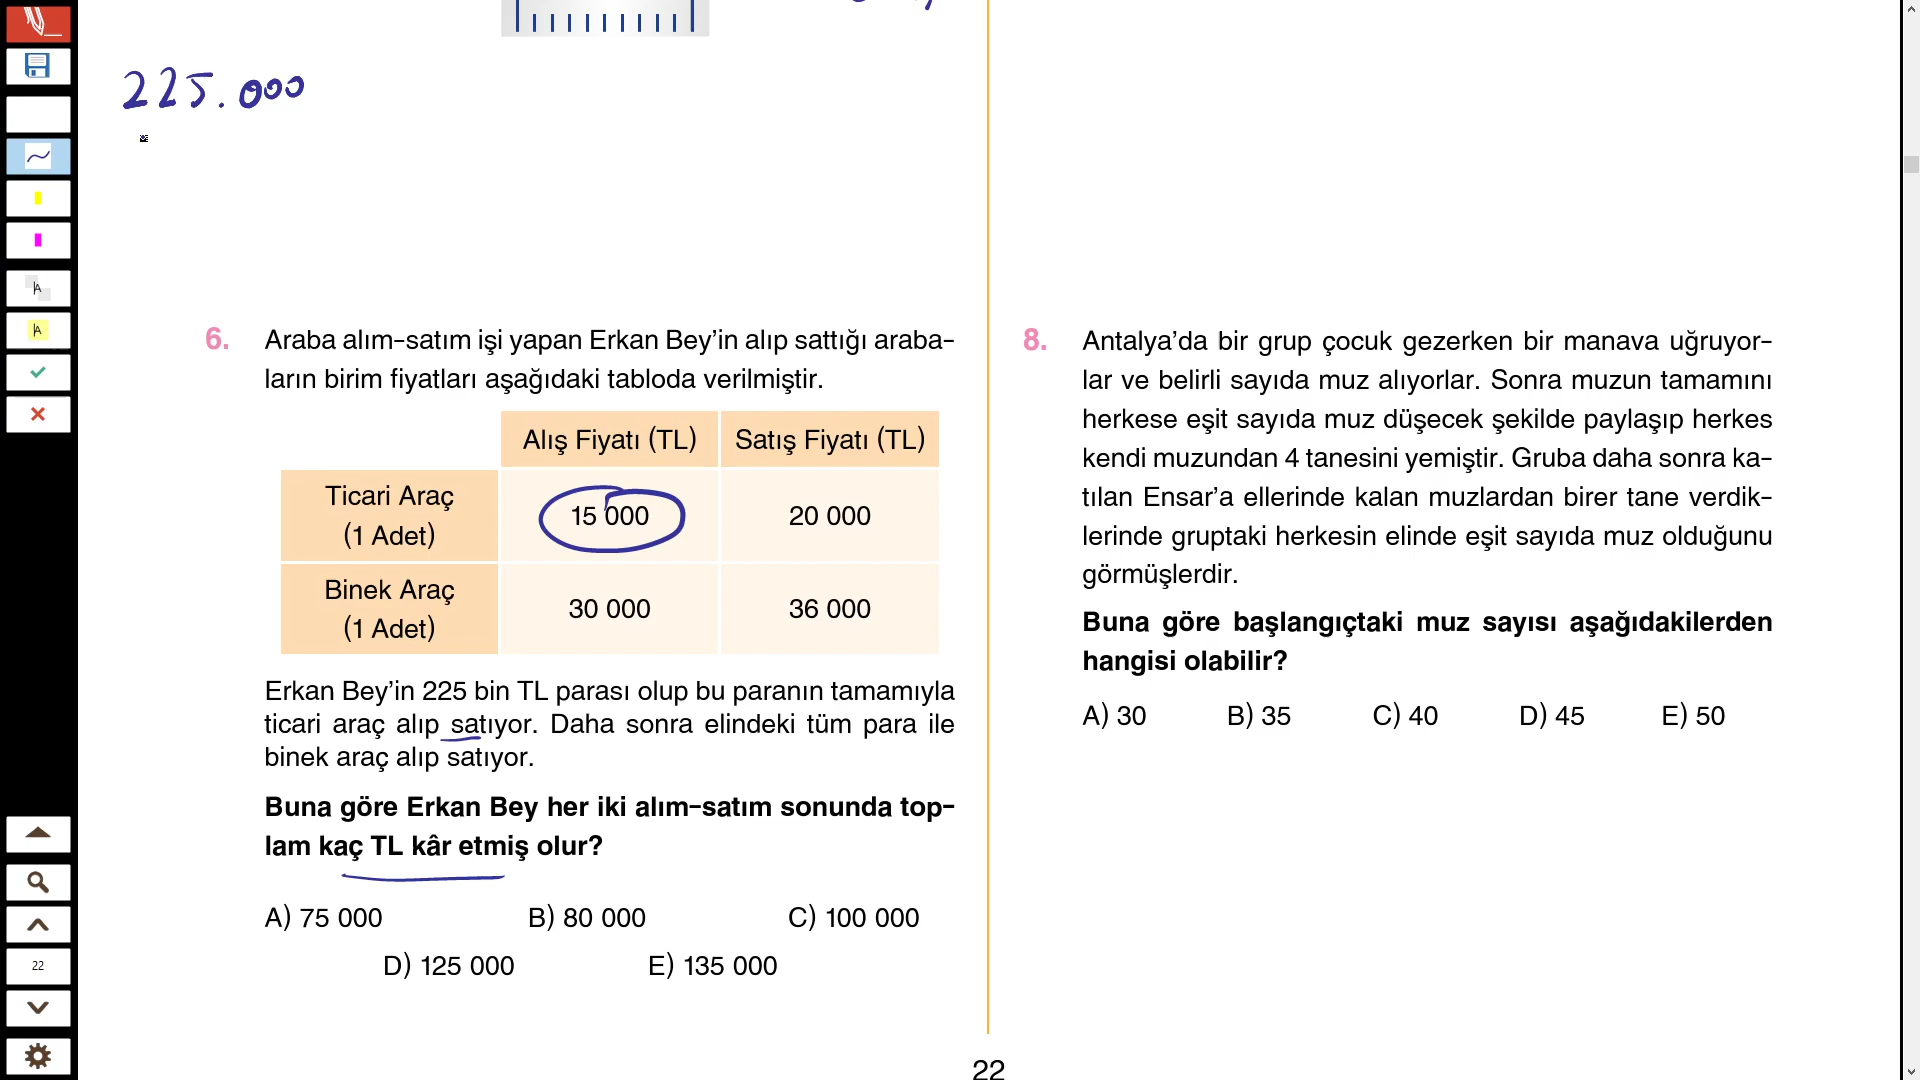 225.000
6.
Araba alım-satım işi yapan Erkan Bey’in alıp sattığı araba-
ların birim fiyatları aşağıdaki tabloda verilmiştir.
Alış Fiyatı (TL) Satış Fiyatı (TL)
Ticari Araç
(1 Adet)
15 000 20 000
Binek Araç
(1 Adet)
30 000 36 000
Erkan Bey’in 225 bin TL parası olup bu paranın tamamıyla
ticari araç alıp satıyor. Daha sonra elindeki tüm para ile
binek araç alıp satıyor.
Buna göre Erkan Bey her iki alım-satım sonunda top-
lam kaç TL kâr etmiş olur?
A) 75 000 B) 80 000 C) 100 000
D) 125 000 E) 135 000
8.
Antalya’da bir grup çocuk gezerken bir manava uğruyor-
lar ve belirli sayıda muz alıyorlar. Sonra muzun tamamını
herkese eşit sayıda muz düşecek şekilde paylaşıp herkes
kendi muzundan 4 tanesini yemiştir. Gruba daha sonra ka-
tılan Ensar’a ellerinde kalan muzlardan birer tane verdik-
lerinde gruptaki herkesin elinde eşit sayıda muz olduğunu
görmüşlerdir.
Buna göre başlangıçtaki muz sayısı aşağıdakilerden
hangisi olabilir?
A) 30 B) 35 C) 40 D) 45 E) 50
22
22